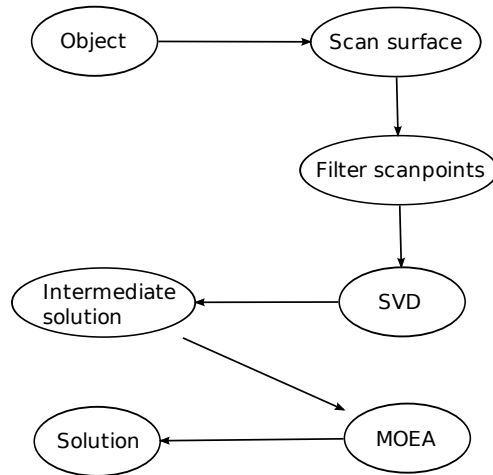 Object
Scan surface
Filter scanpoints
SVD
Intermediate
solution
MOEA
Solution